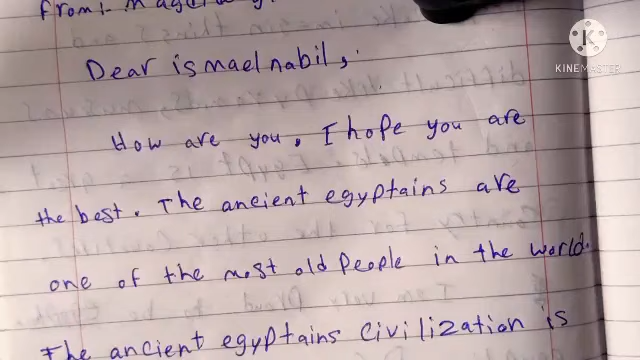 from:-
KINEMASTER
Dear ismael nabil,
How are you. I hope you are
the best. The ancient egyptains are
one of the most old people in the world.
The ancient egyptains civilization is